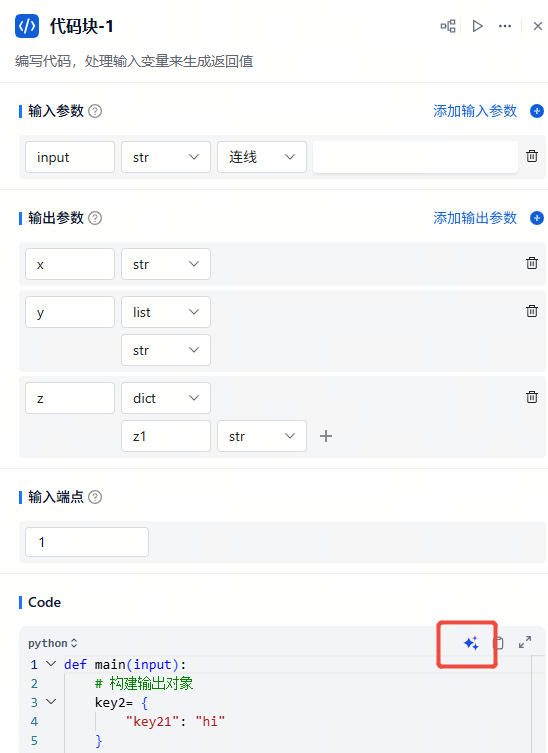 代码块-1
编写代码，处理输入变量来生成返回值
输入参数 ? 添加输入参数
input str 连线
输出参数 ? 添加输出参数
x str
y list
str
z dict
z1 str
输入端点 ?
1
Code
python
1 def main(input):
2 # 构建输出对象
3 key2= {
4 "key21": "hi"
5 }